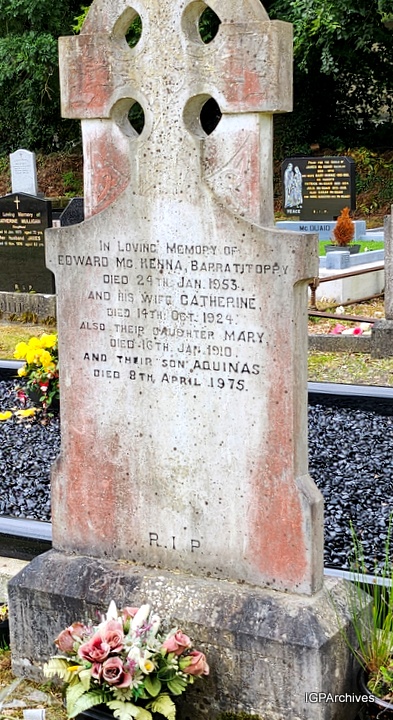 IN LOVING MEMORY OF
EDWARD Mc KENNA, BARRATITOPPY
DIED 24TH JAN. 1953.
AND HIS WIFE CATHERINE,
DIED 14TH OCT. 1924.
ALSO THEIR DAUGHTER MARY,
DIED 16TH JAN. 1910.
AND THEIR SON AQUINAS
DIED 8TH APRIL 1975.
R.I P
In Loving Memory of
CATHERINE MULLIGAN
PEACE
McQUAID
IGPArchives